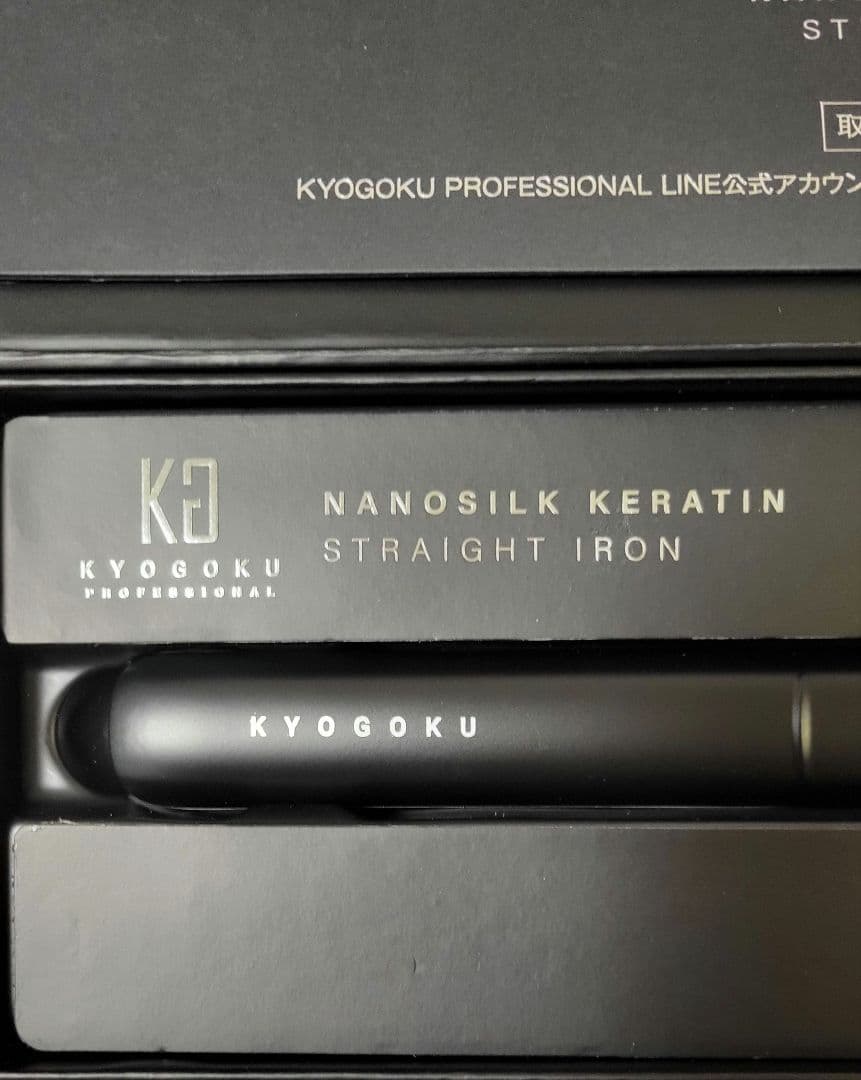 ST
取
KYOGOKU PROFESSIONAL LINE公式アカウン
KG
KYOGOKU
PROFESSIONAL
NANOSILK KERATIN
STRAIGHT IRON
KYOGOKU